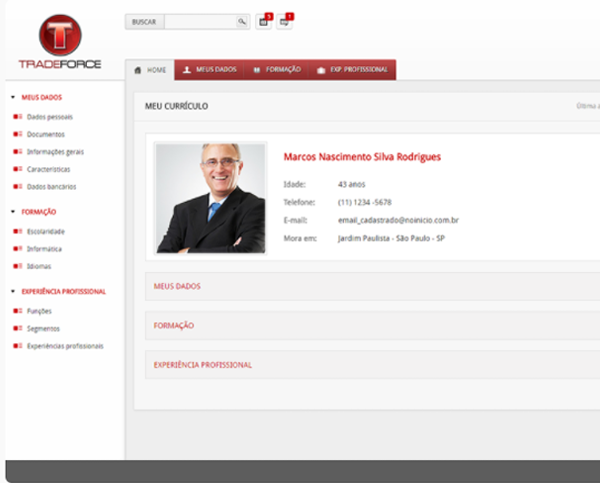 T
TRADEFORCE
BUSCAR
5
HOME
MEUS DADOS
FORMAÇÃO
EXP. PROFISSIONAL
MEUS DADOS
Dados pessoais
Documentos
Informações gerais
Características
Dados bancários
FORMAÇÃO
Escolaridade
Informática
Idiomas
EXPERIÊNCIA PROFISSIONAL
Funções
Segmentos
Experiências profissionais
MEU CURRÍCULO
Última a
Marcos Nascimento Silva Rodrigues
Idade: 43 anos
Telefone: (11) 1234 -5678
E-mail: email_cadastrado@noinicio.com.br
Mora em: Jardim Paulista - São Paulo - SP
MEUS DADOS
FORMAÇÃO
EXPERIÊNCIA PROFISSIONAL